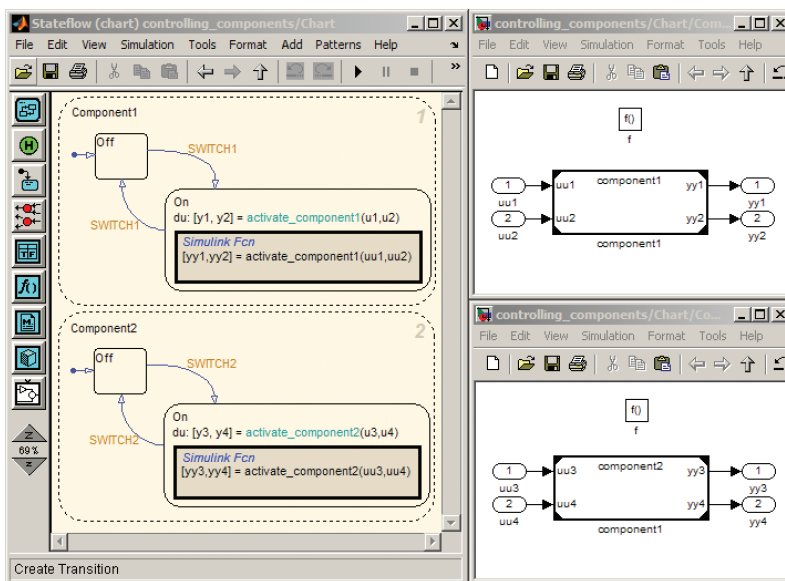 Stateflow (chart) controlling_components/Chart
File Edit View Simulation Tools Format Add Patterns Help
»
Component1
1
Off
SWITCH1
SWITCH1
On
du: [y1, y2] = activate_component1(u1,u2)
Simulink Fcn
[yy1,yy2] = activate_component1(uu1,uu2)
Component2
2
Off
SWITCH2
SWITCH2
On
du: [y3, y4] = activate_component2(u3,u4)
Simulink Fcn
[yy3,yy4] = activate_component2(uu3,uu4)
H
TF
f()
M
Z
69%
z
Create Transition
controlling_components/Chart/Com...
File Edit View Simulation Format Tools Help
f()
f
1 uu1 component1 yy1 1
uu1 yy1
2 uu2 yy2 2
uu2 component1 yy2
controlling_components/Chart/Co...
File Edit View Simulation Format Tools Help
f()
f
1 uu3 component2 yy3 1
uu3 yy3
2 uu4 yy4 2
uu4 component1 yy4